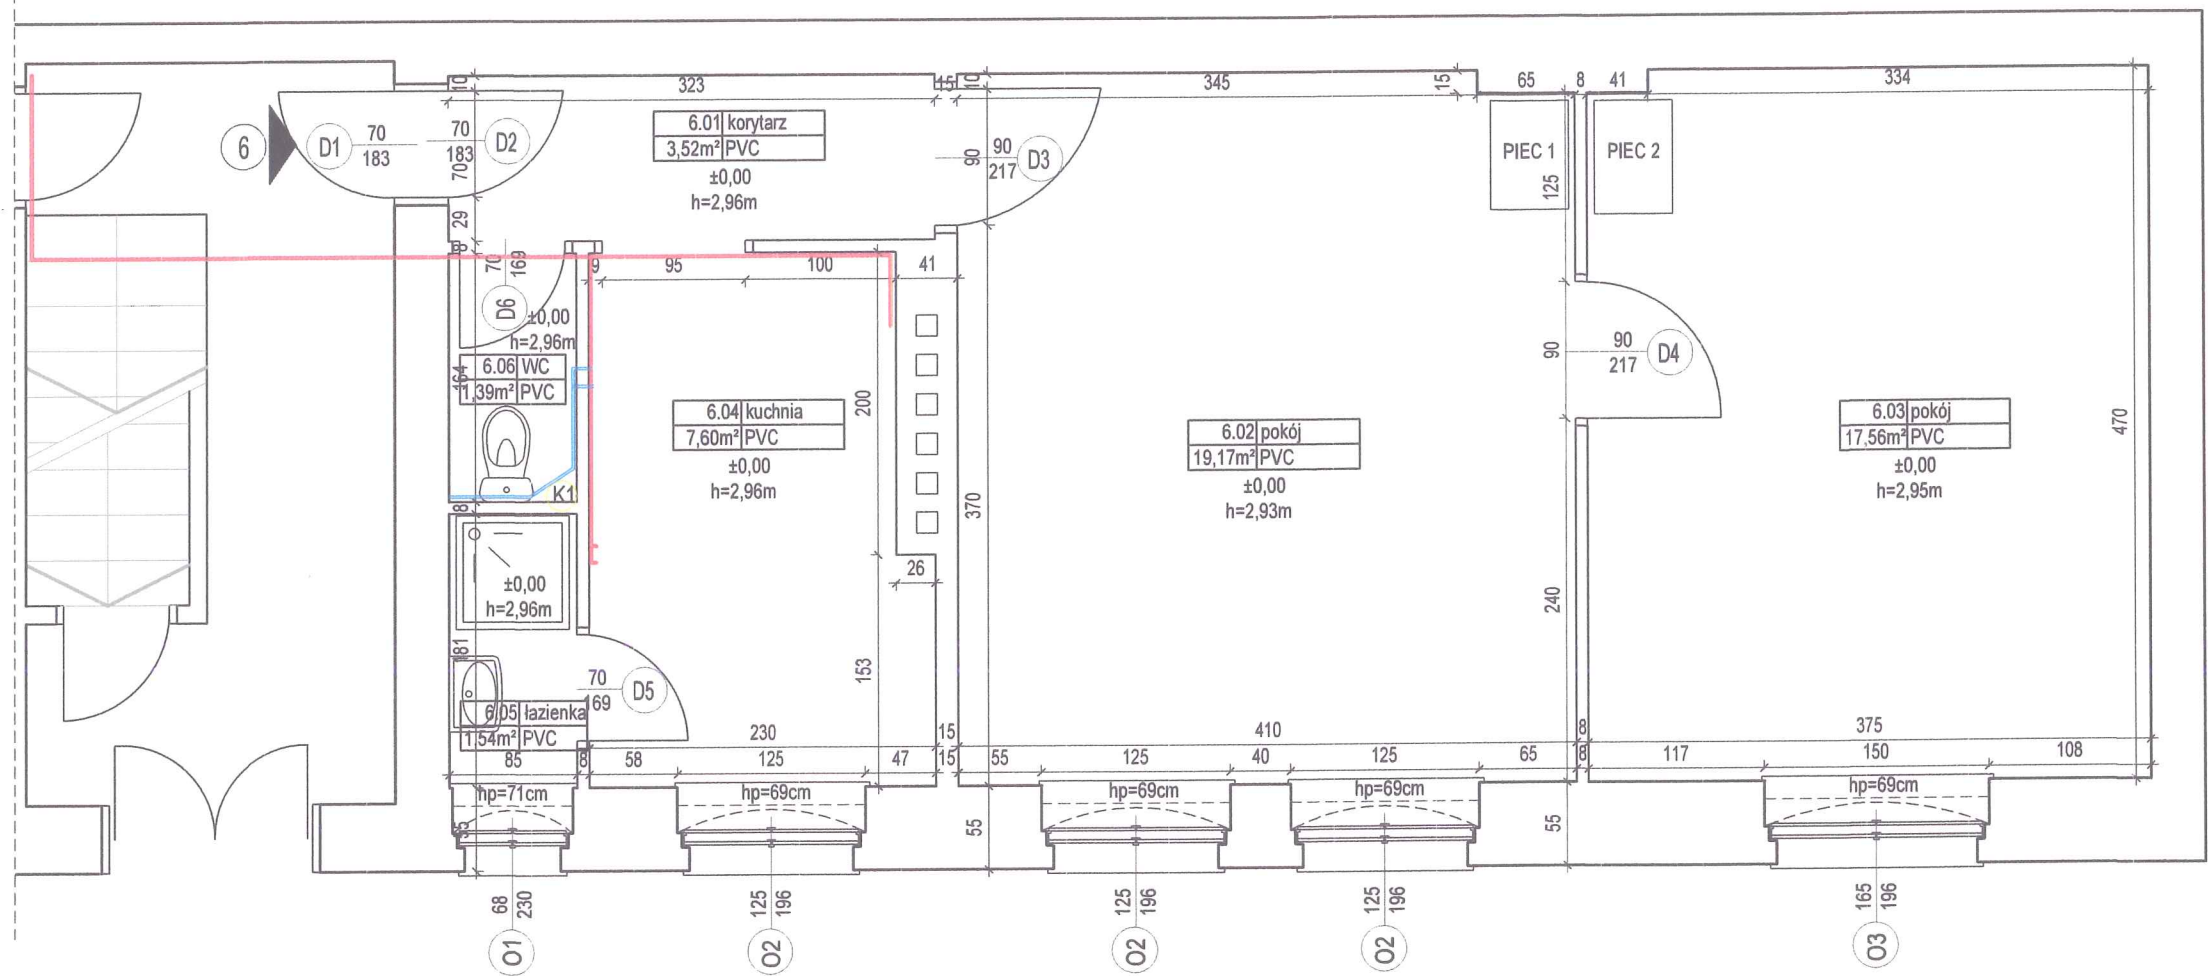 10
323
15
10
345
15
65
8
41
334
6
D1
70
183
70
183
D2
70
6.01 korytarz
3,52m² PVC
±0,00
h=2,96m
90
90
217
D3
PIEC 1
125
PIEC 2
29
8
70
169
9
95
100
41
D6
±0,00
h=2,96m
6.06 WC
1,39m² PVC
164
K1
8
200
6.04 kuchnia
7,60m² PVC
±0,00
h=2,96m
370
6.02 pokój
19,17m² PVC
±0,00
h=2,93m
90
90
217
D4
6.03 pokój
17,56m² PVC
±0,00
h=2,95m
470
±0,00
h=2,96m
26
240
181
153
70
169
D5
6.05 łazienka
1,54m² PVC
230
15
410
8
375
85
8
58
125
47
15
55
125
40
125
65
8
117
150
108
hp=71cm
hp=69cm
hp=69cm
hp=69cm
hp=69cm
55
55
55
68
230
125
196
125
196
125
196
165
196
O1
O2
O2
O2
O3